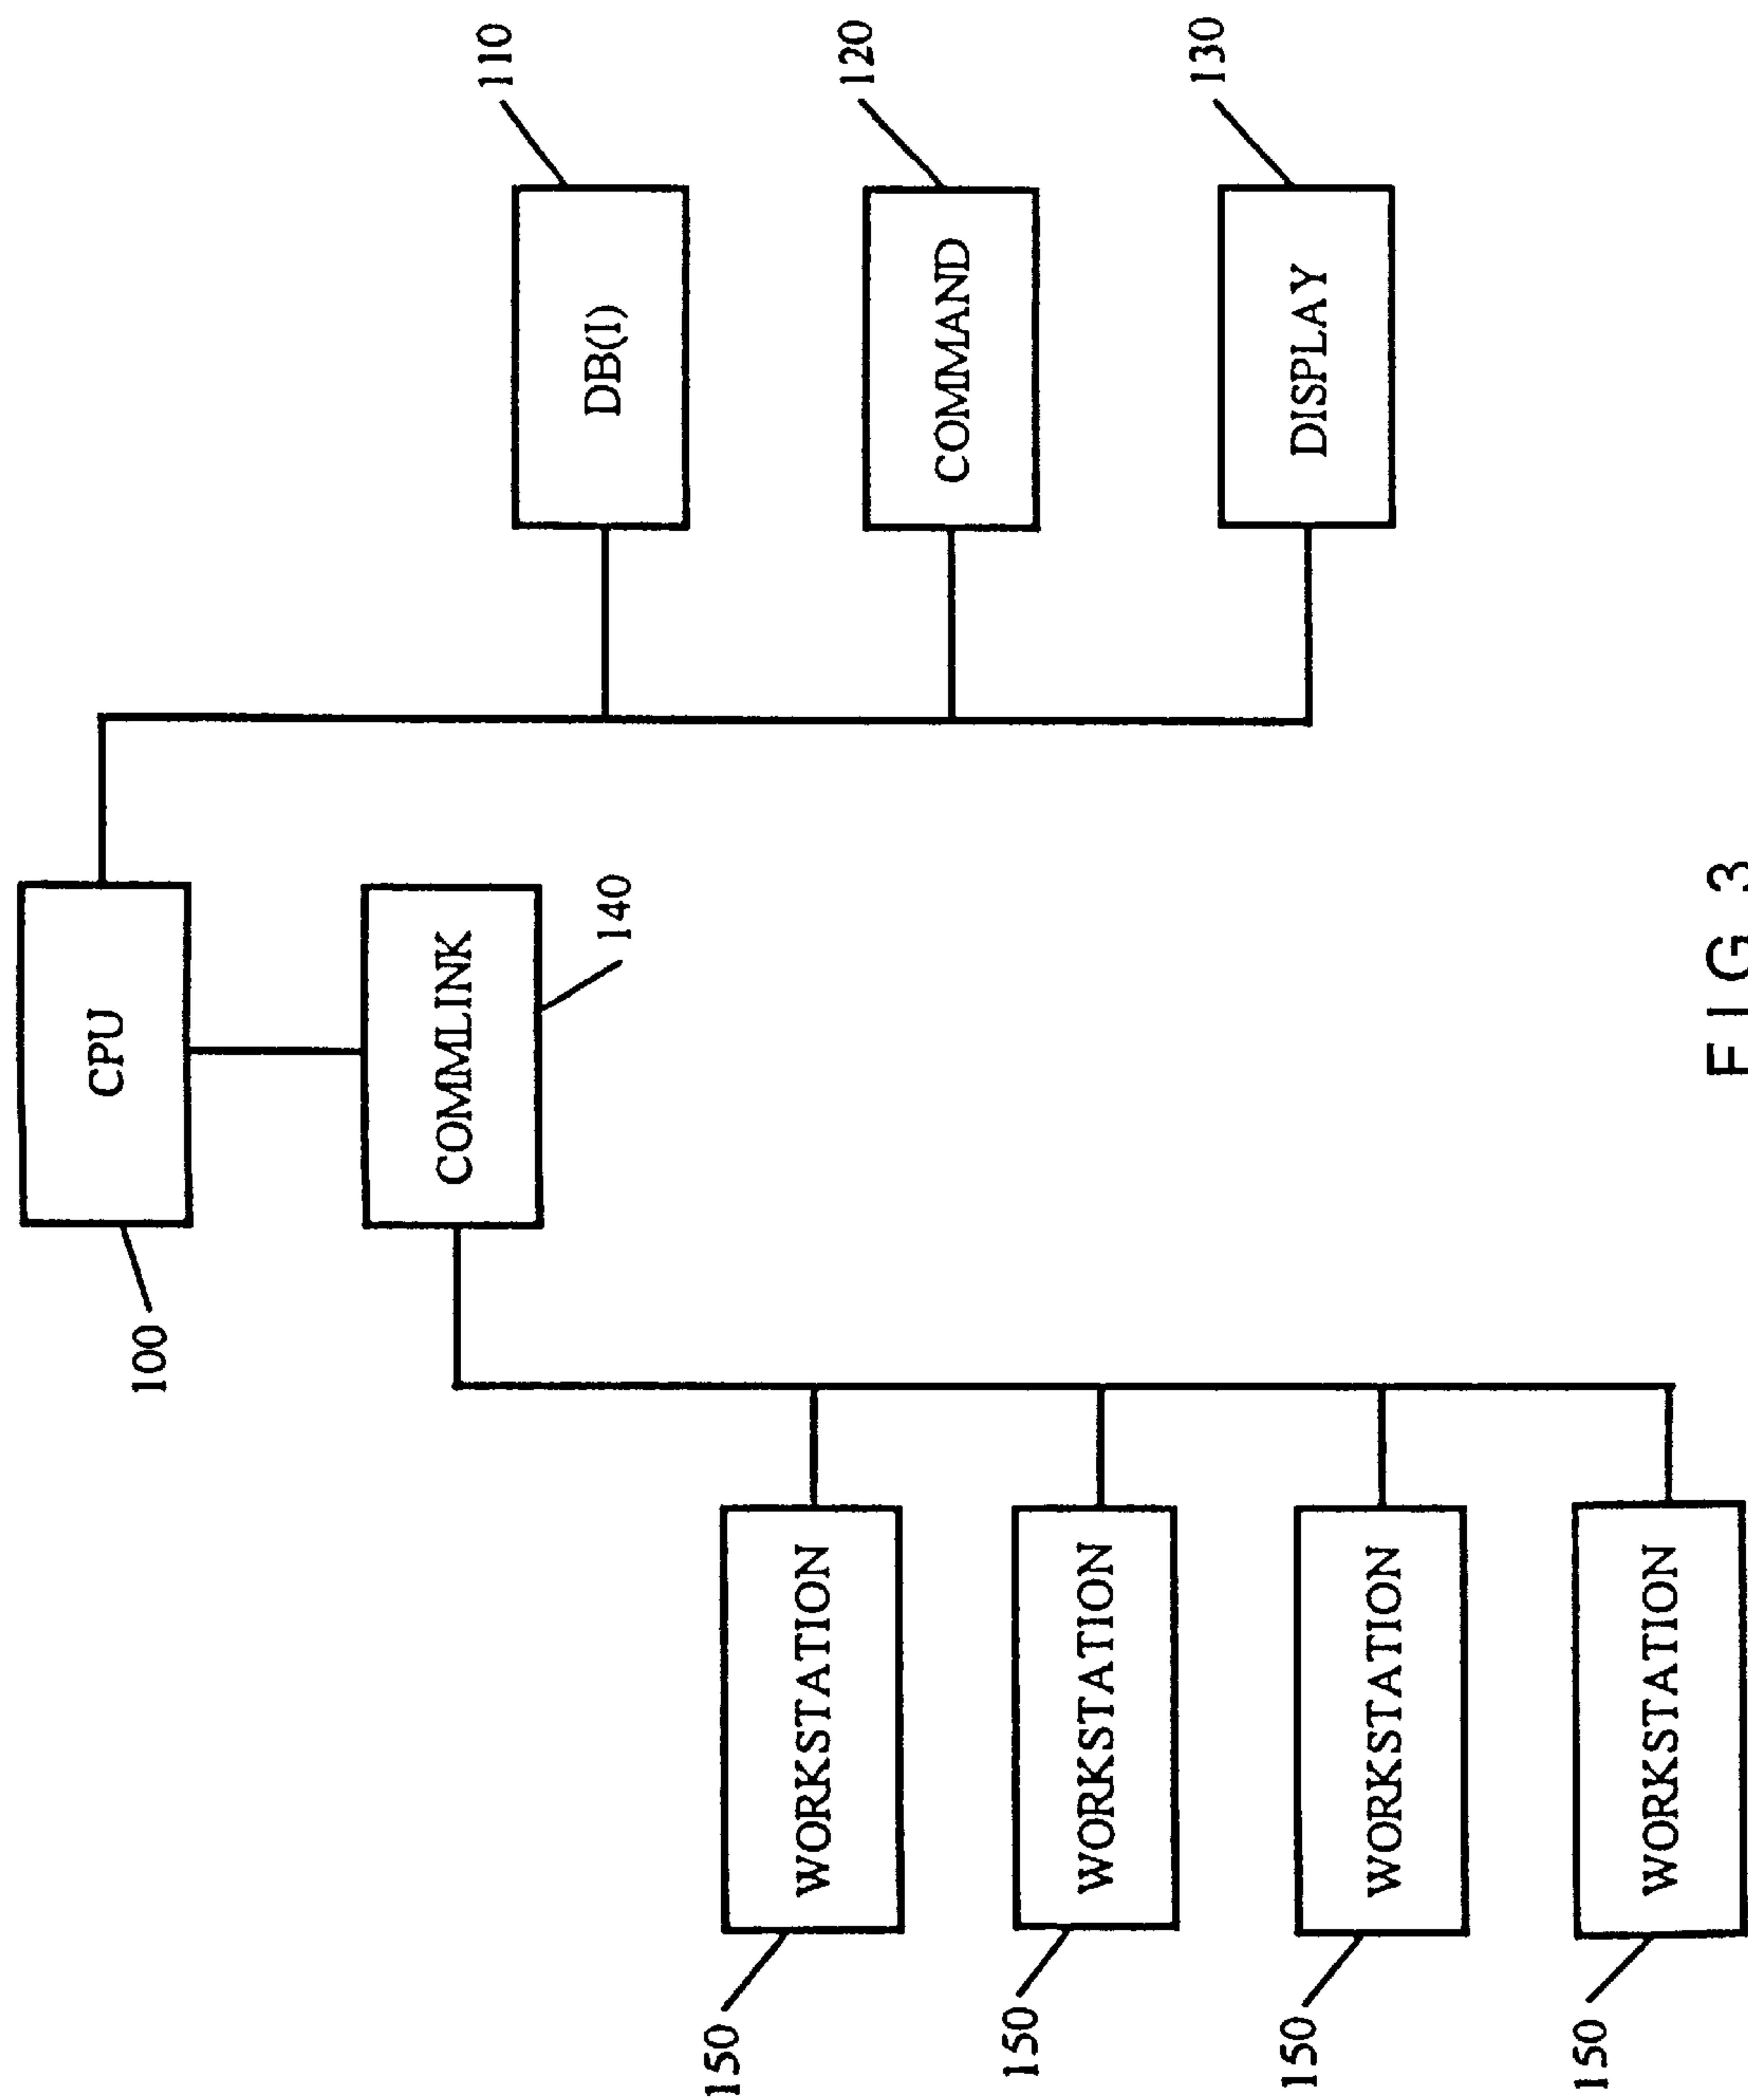 100
CPU
COMMLINK
140
DB(I)
110
COMMAND
120
DISPLAY
130
150
WORKSTATION
150
WORKSTATION
150
WORKSTATION
150
WORKSTATION
FIG 3